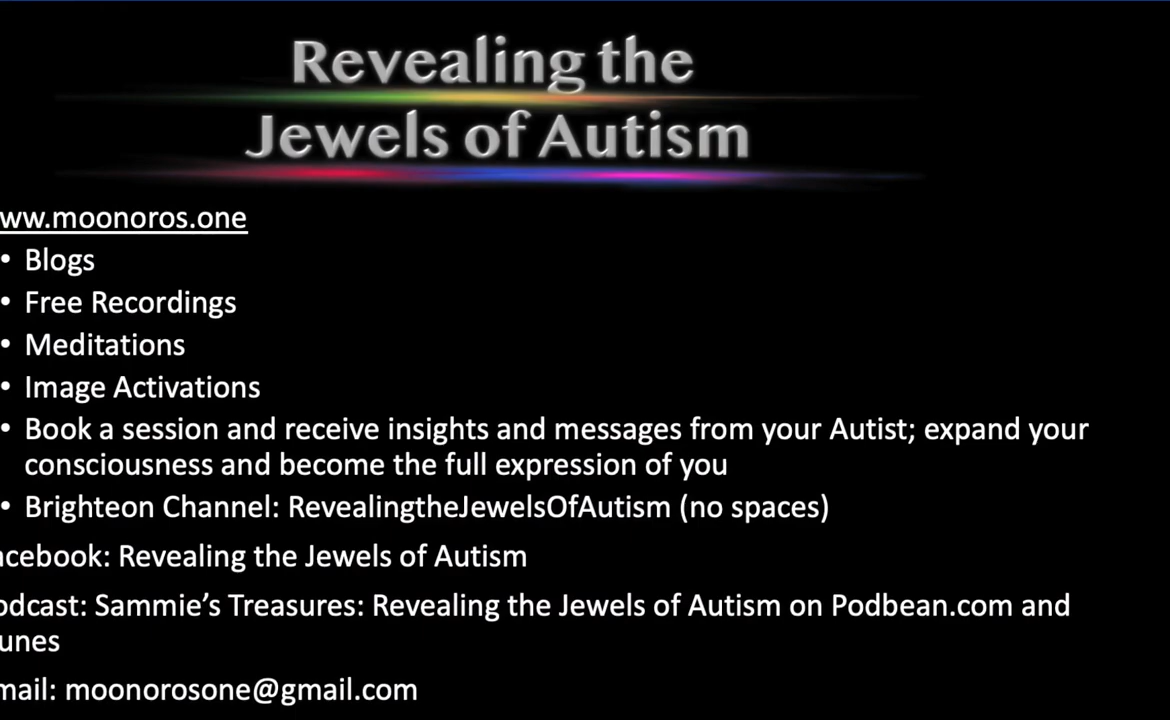 Revealing the
Jewels of Autism
ww.moonoros.one
• Blogs
• Free Recordings
• Meditations
• Image Activations
• Book a session and receive insights and messages from your Autist; expand your
consciousness and become the full expression of you
• Brighteon Channel: RevealingtheJewelsOfAutism (no spaces)
acebook: Revealing the Jewels of Autism
odcast: Sammie’s Treasures: Revealing the Jewels of Autism on Podbean.com and
unes
mail: moonorosone@gmail.com